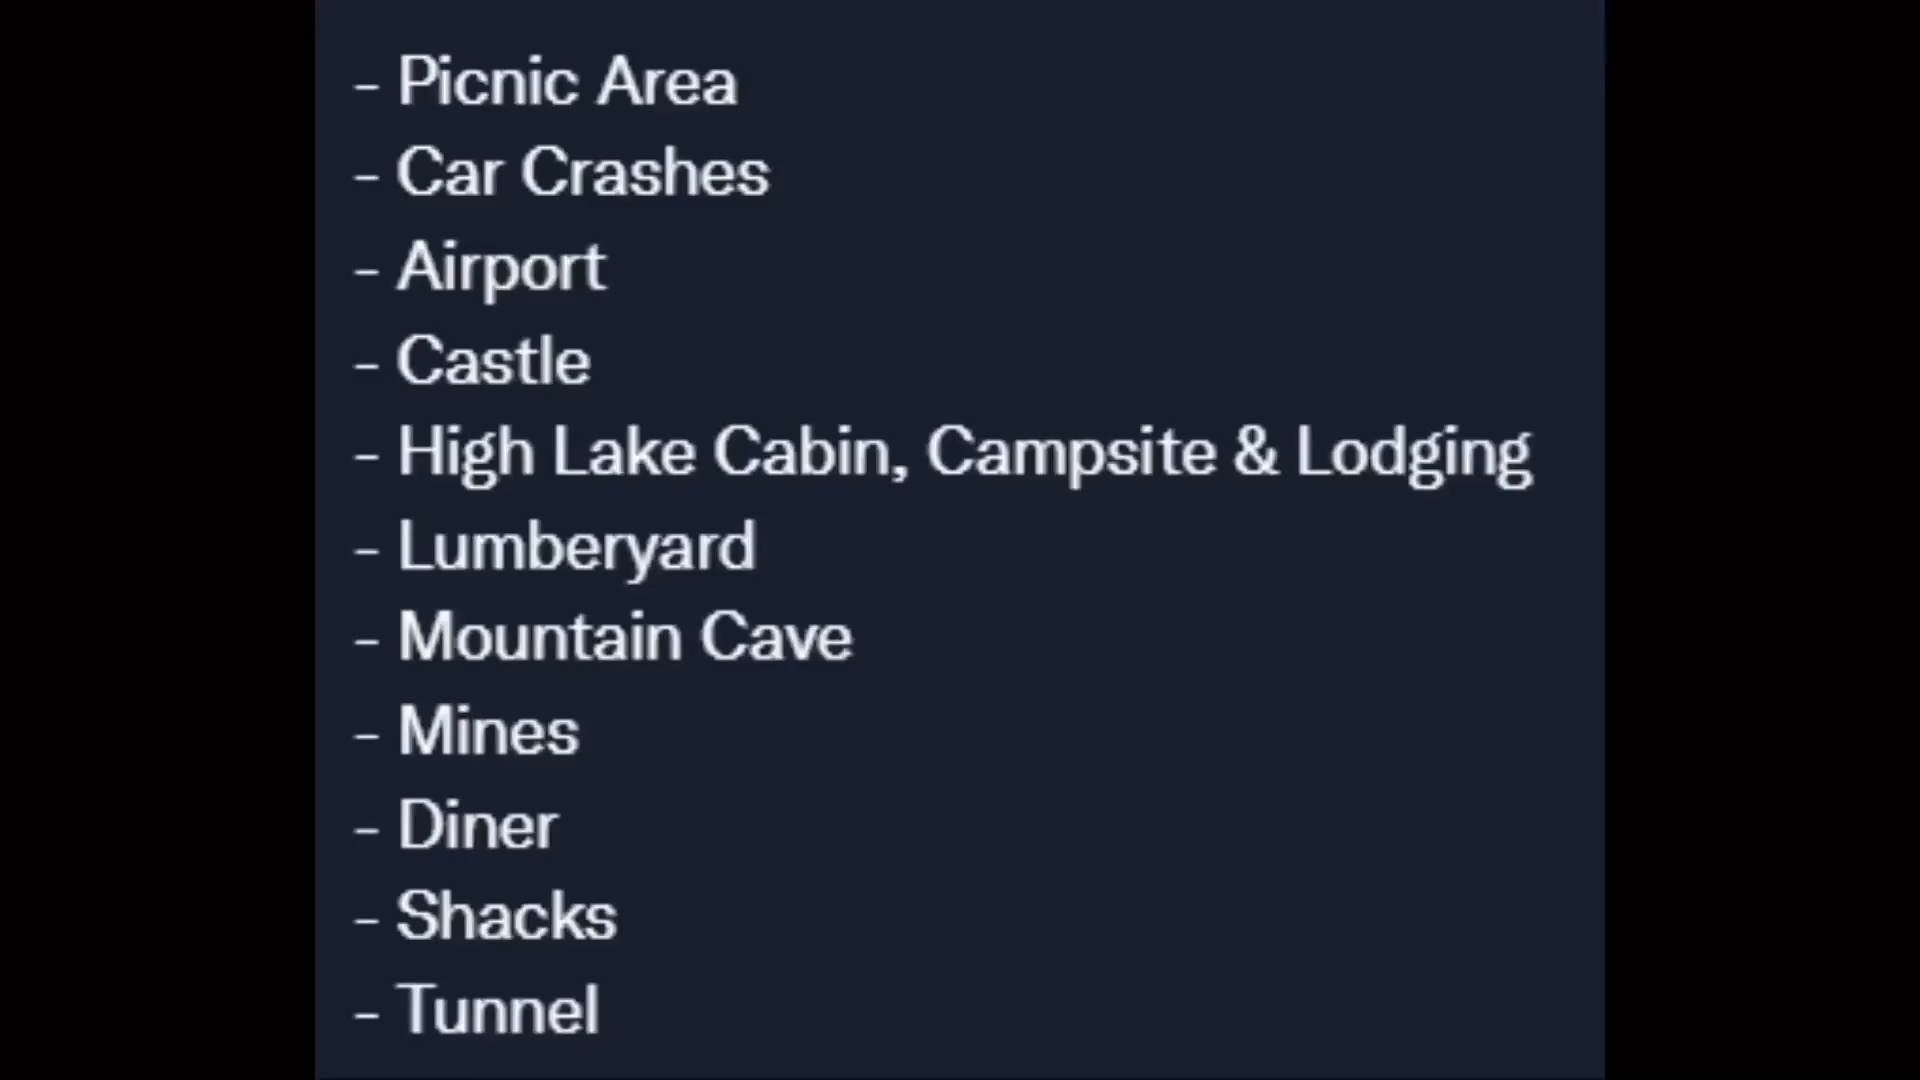 - Picnic Area
- Car Crashes
- Airport
- Castle
- High Lake Cabin, Campsite & Lodging
- Lumberyard
- Mountain Cave
- Mines
- Diner
- Shacks
- Tunnel